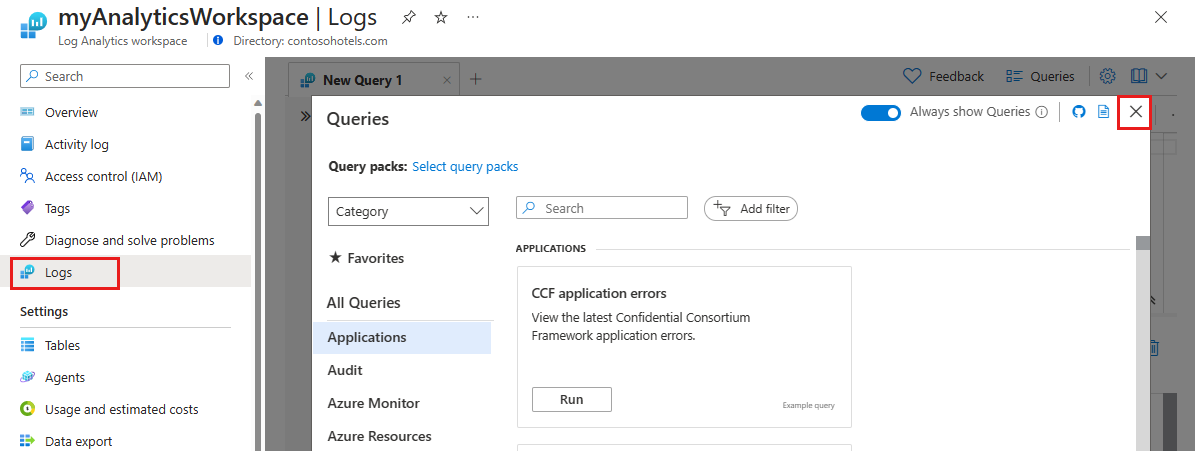 myAnalyticsWorkspace | Logs
Log Analytics workspace
Directory: contosohotels.com
Search
Overview
Activity log
Access control (IAM)
Tags
Diagnose and solve problems
Logs
Settings
Tables
Agents
Usage and estimated costs
Data export
New Query 1
Feedback
Queries
Queries
Always show Queries
Query packs: Select query packs
Category
Search
Add filter
Favorites
All Queries
Applications
Audit
Azure Monitor
Azure Resources
APPLICATIONS
CCF application errors
View the latest Confidential Consortium
Framework application errors.
Run
Example query